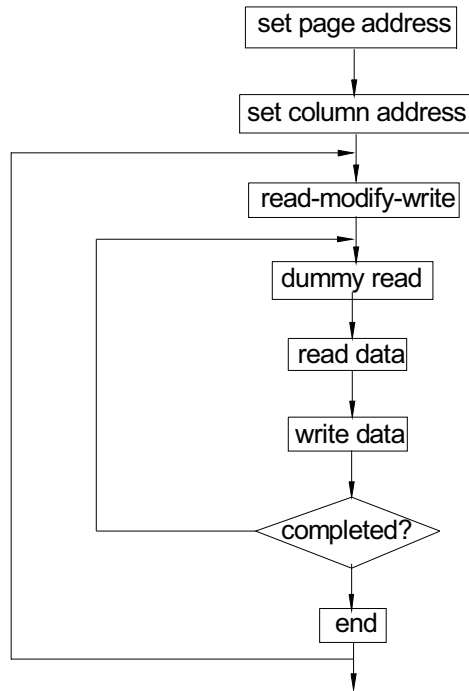 set page address
set column address
read-modify-write
dummy read
read data
write data
completed?
end